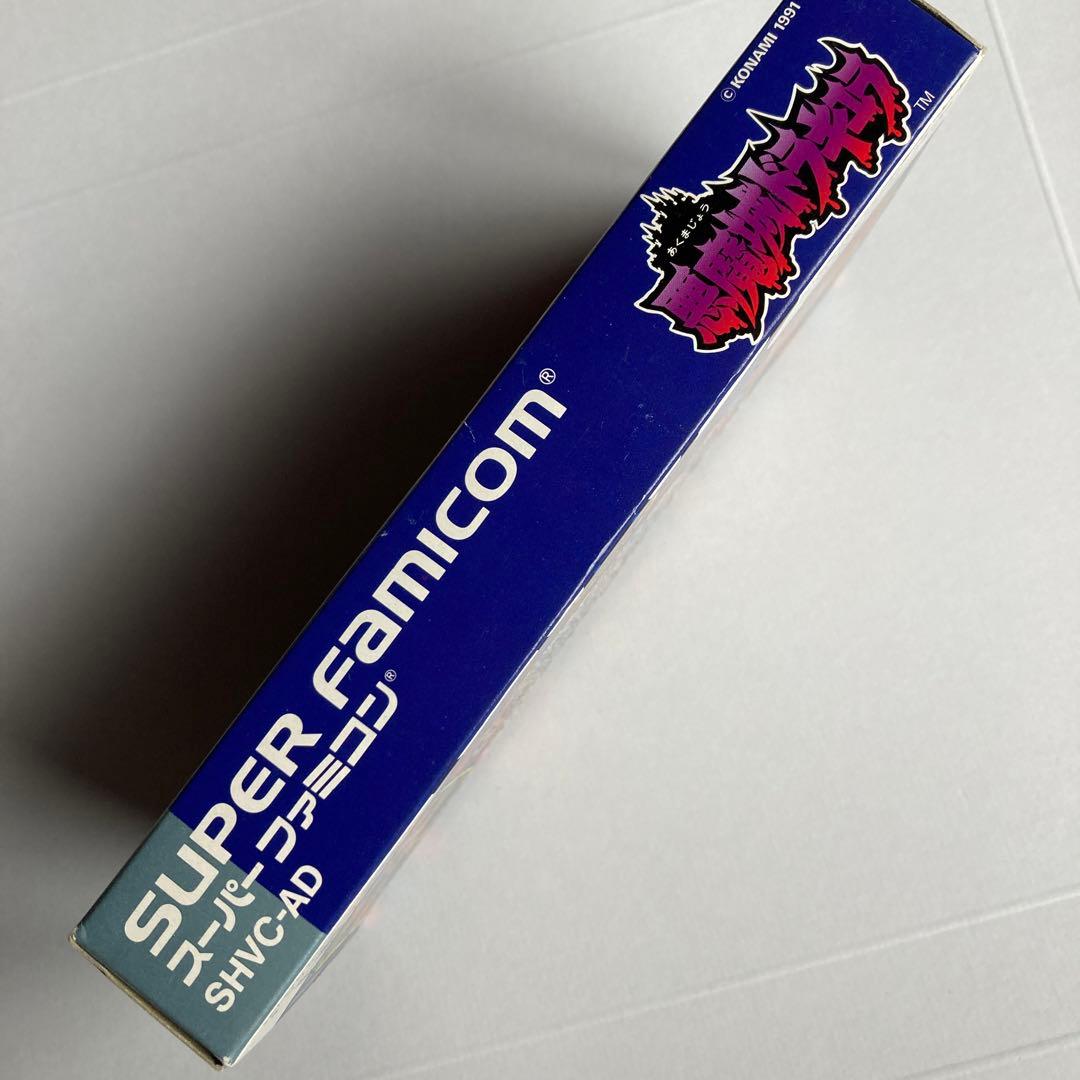 SUPER Famicom®
スーパーファミコン®
SHVC-AD
© KONAMI 1991
あくまじょう
悪魔城ドラキュラ
TM